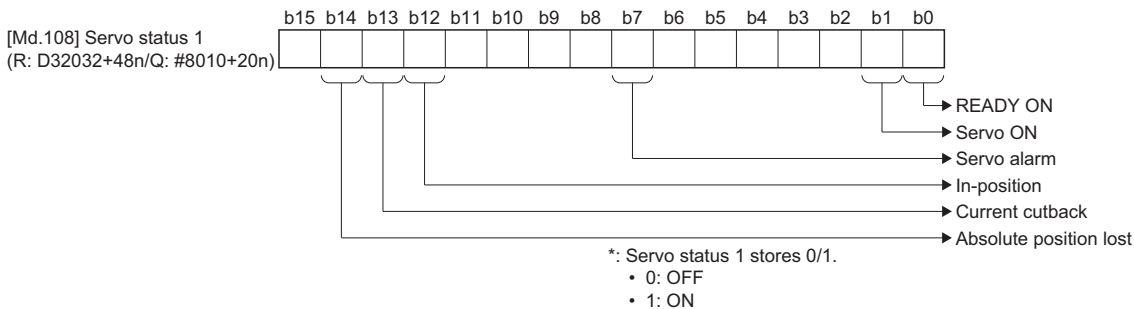 b15 b14 b13 b12 b11 b10 b9 b8 b7 b6 b5 b4 b3 b2 b1 b0
[Md.108] Servo status 1
(R: D32032+48n/Q: #8010+20n)
READY ON
Servo ON
Servo alarm
In-position
Current cutback
Absolute position lost
*: Servo status 1 stores 0/1.
• 0: OFF
• 1: ON